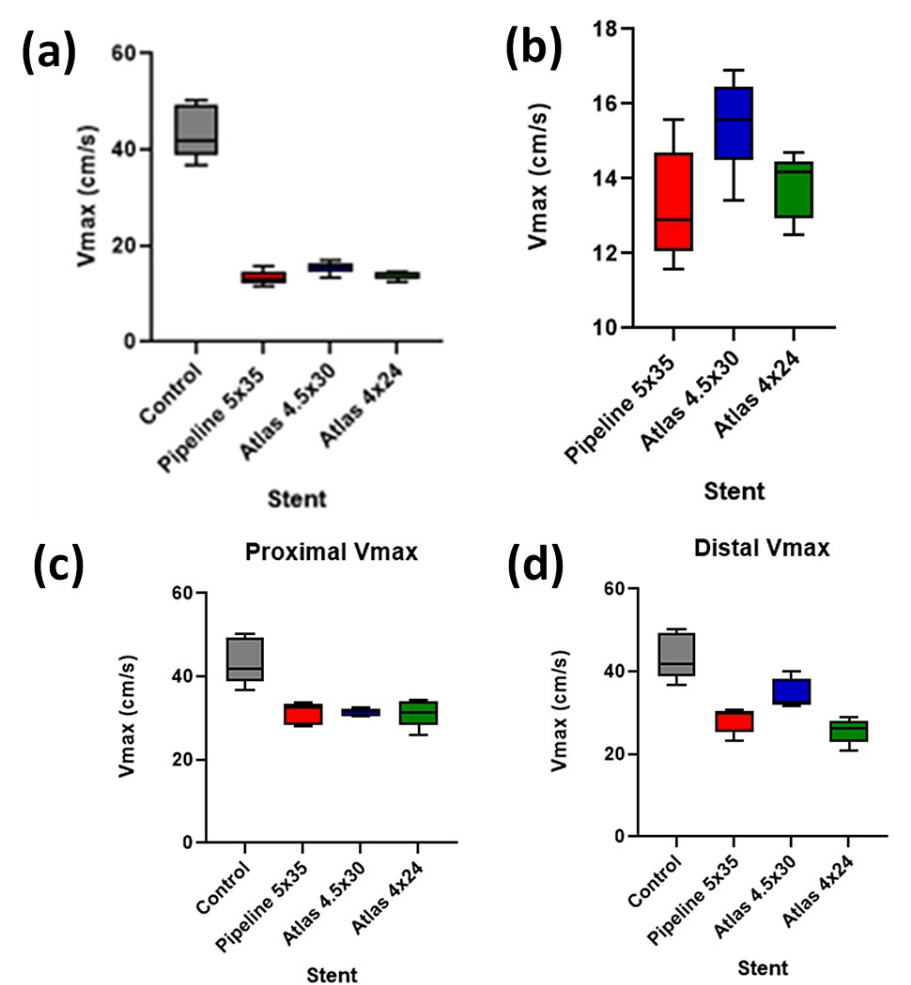 (a)
60
40
20
0
Vmax (cm/s)
Control
Pipeline 5x35
Atlas 4.5x30
Atlas 4x24
Stent
(b)
18
16
14
12
10
Vmax (cm/s)
Pipeline 5x35
Atlas 4.5x30
Atlas 4x24
Stent
(c)
Proximal Vmax
60
40
20
0
Vmax (cm/s)
Control
Pipeline 5x35
Atlas 4.5x30
Atlas 4x24
Stent
(d)
Distal Vmax
60
40
20
0
Vmax (cm/s)
Control
Pipeline 5x35
Atlas 4.5x30
Atlas 4x24
Stent